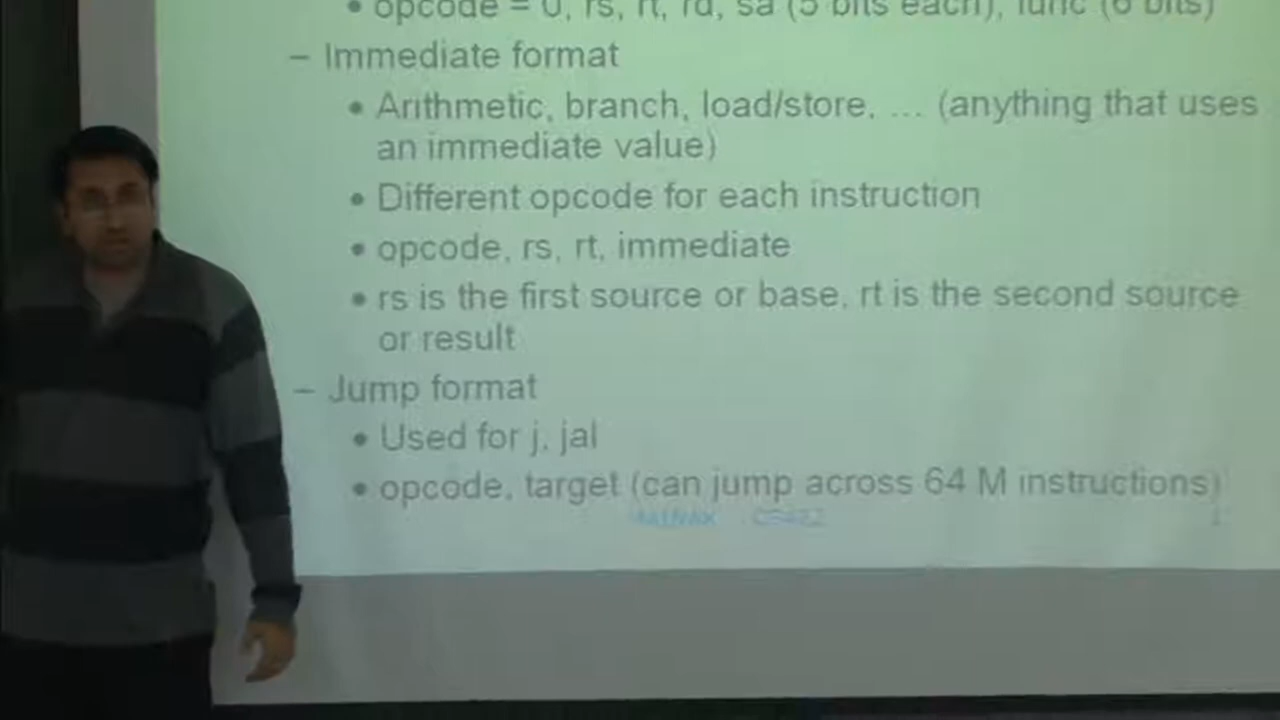 • opcode = 0, rs, rt, rd, sa (5 bits each), func (6 bits)
– Immediate format
• Arithmetic, branch, load/store, ... (anything that uses
an immediate value)
• Different opcode for each instruction
• opcode, rs, rt, immediate
• rs is the first source or base, rt is the second source
or result
– Jump format
• Used for j, jal
• opcode, target (can jump across 64 M instructions)